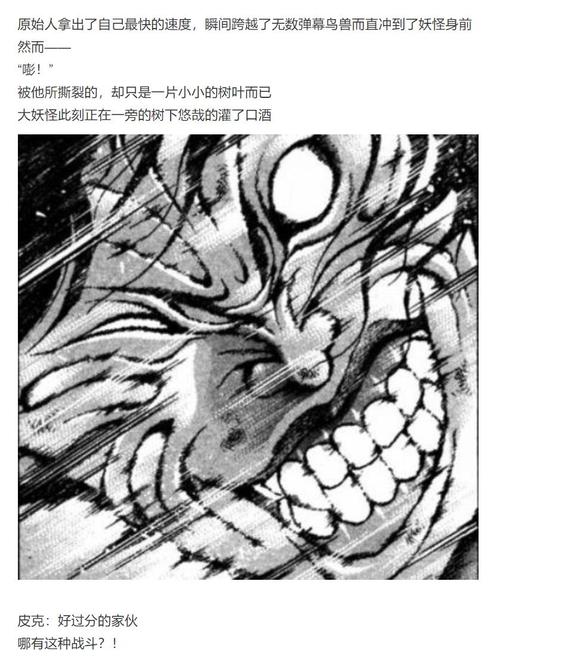 原始人拿出了自己最快的速度，瞬间跨越了无数弹幕鸟兽而直冲到了妖怪身前
然而——
“嘭！”
被他所撕裂的，却只是一片小小的树叶而已
大妖怪此刻正在一旁的树下悠哉的灌了口酒
皮克：好过分的家伙
哪有这种战斗？！